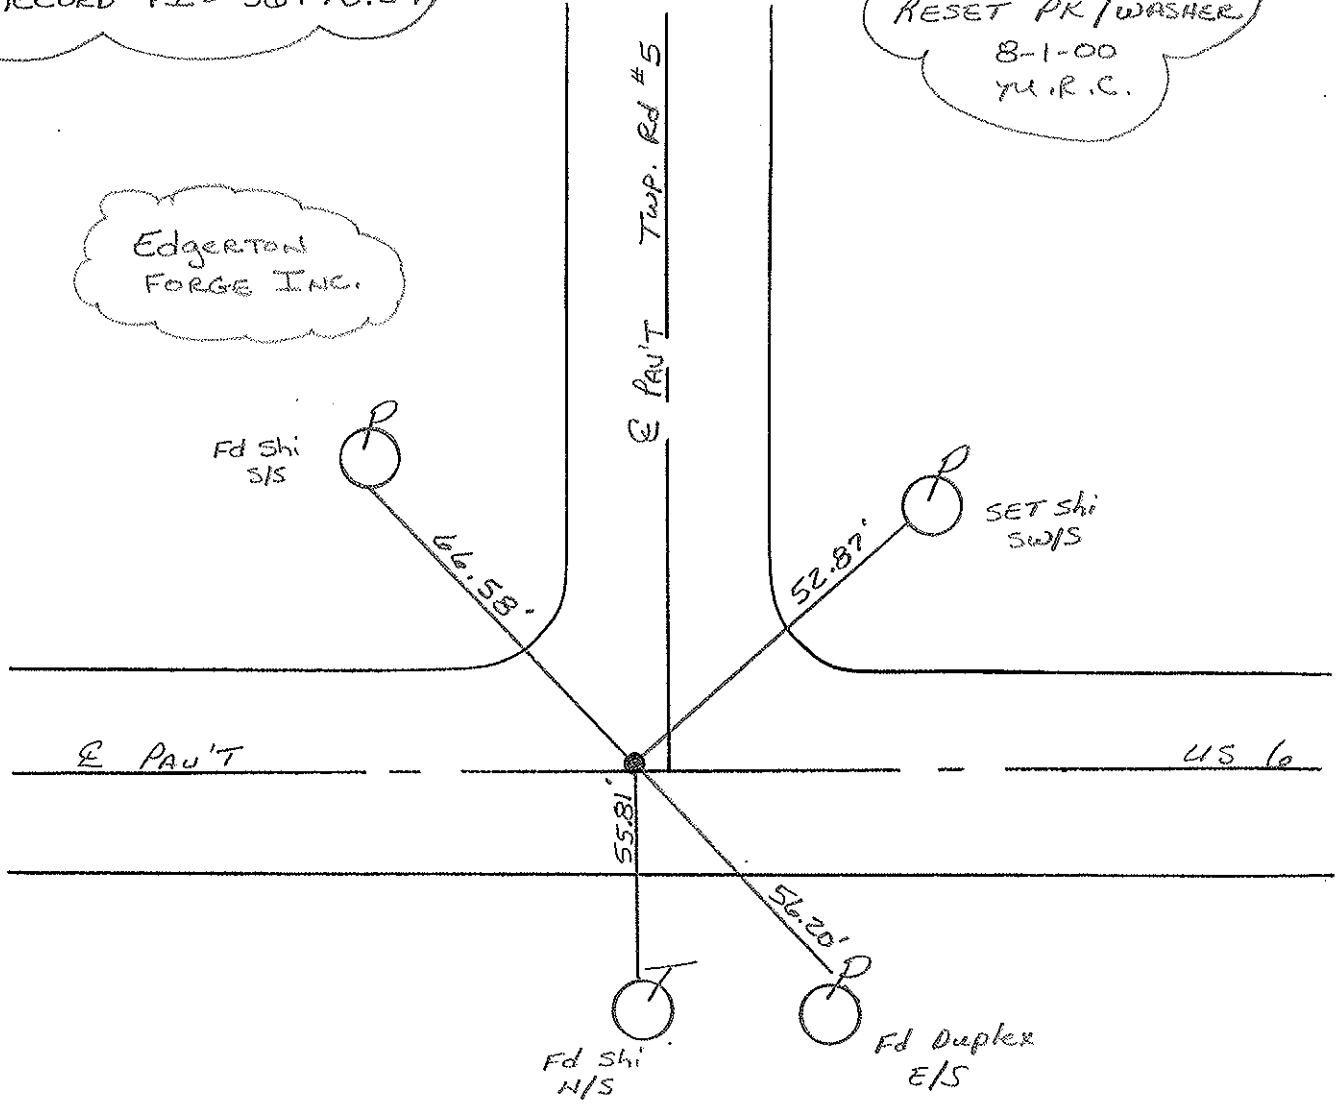 RESET PK/WASHER
8-1-00
M.R.C.
Twp. Rd #5
℄ PAV'T
Edgerton
FORGE INC.
P
Fd Shi
S/S
66.58'
P
SET Shi
SW/S
52.87'
℄ PAV'T
US 6
55.81'
56.20'
T
Fd Shi
N/S
P
Fd Duplex
E/S